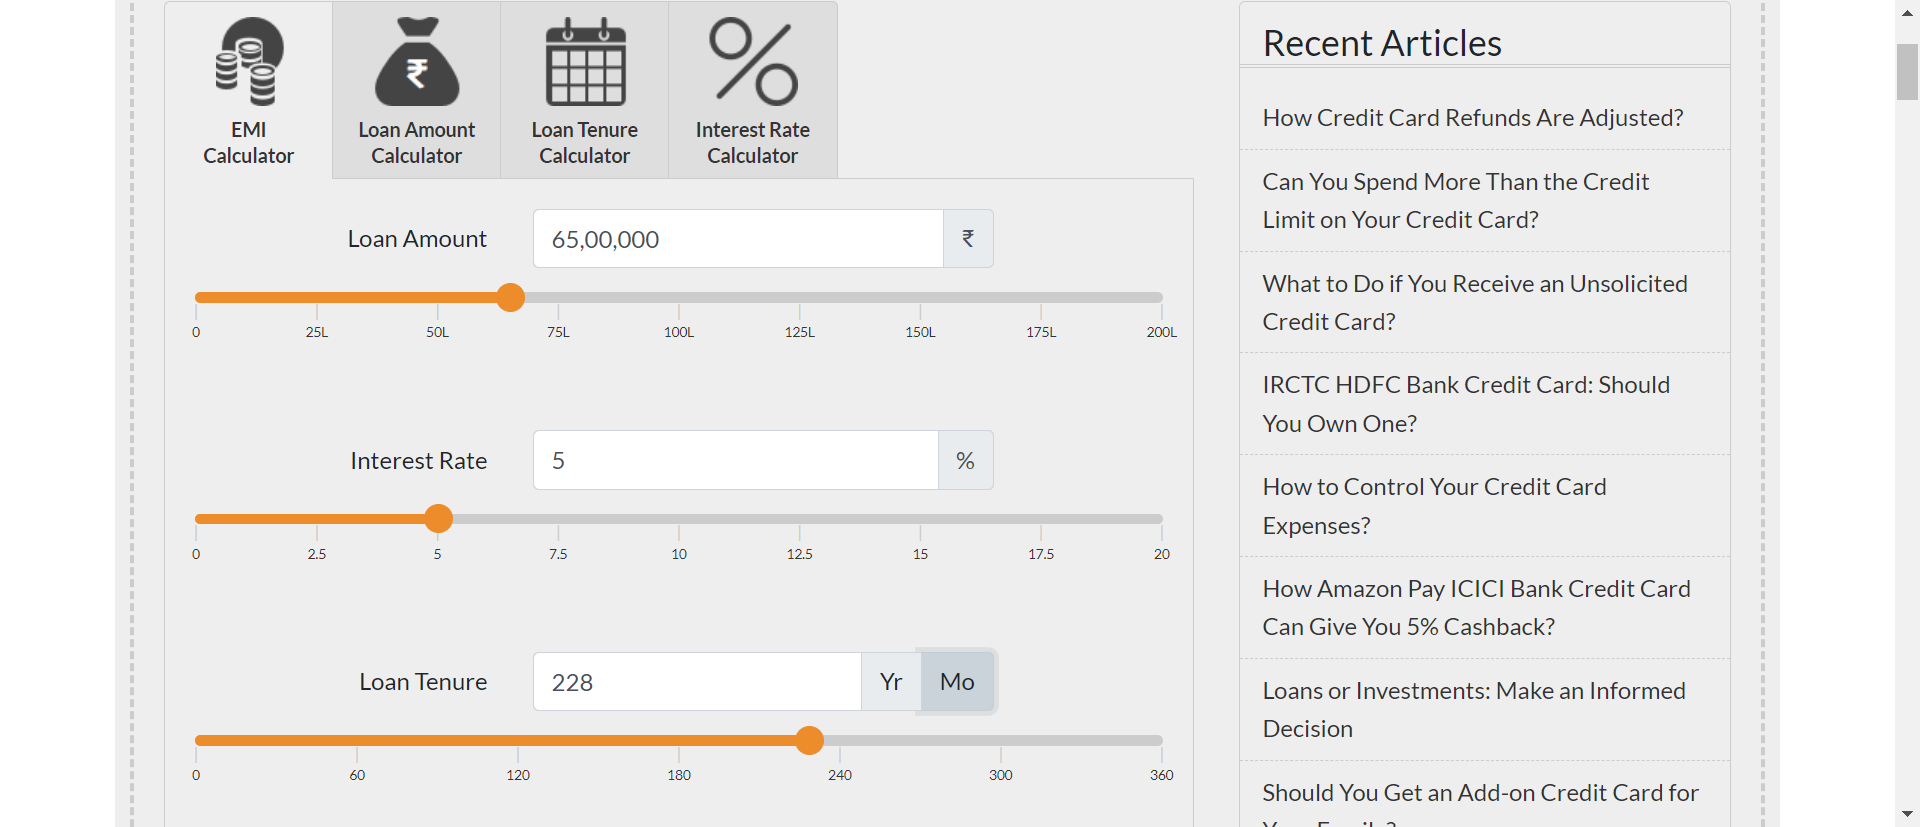 EMI
Calculator
₹
Loan Amount
Calculator
Loan Tenure
Calculator
Interest Rate
Calculator
Loan Amount
65,00,000
₹
0 25L 50L 75L 100L 125L 150L 175L 200L
Interest Rate
5
%
0 2.5 5 7.5 10 12.5 15 17.5 20
Loan Tenure
228
Yr
Mo
0 60 120 180 240 300 360
Recent Articles
How Credit Card Refunds Are Adjusted?
Can You Spend More Than the Credit
Limit on Your Credit Card?
What to Do if You Receive an Unsolicited
Credit Card?
IRCTC HDFC Bank Credit Card: Should
You Own One?
How to Control Your Credit Card
Expenses?
How Amazon Pay ICICI Bank Credit Card
Can Give You 5% Cashback?
Loans or Investments: Make an Informed
Decision
Should You Get an Add-on Credit Card for